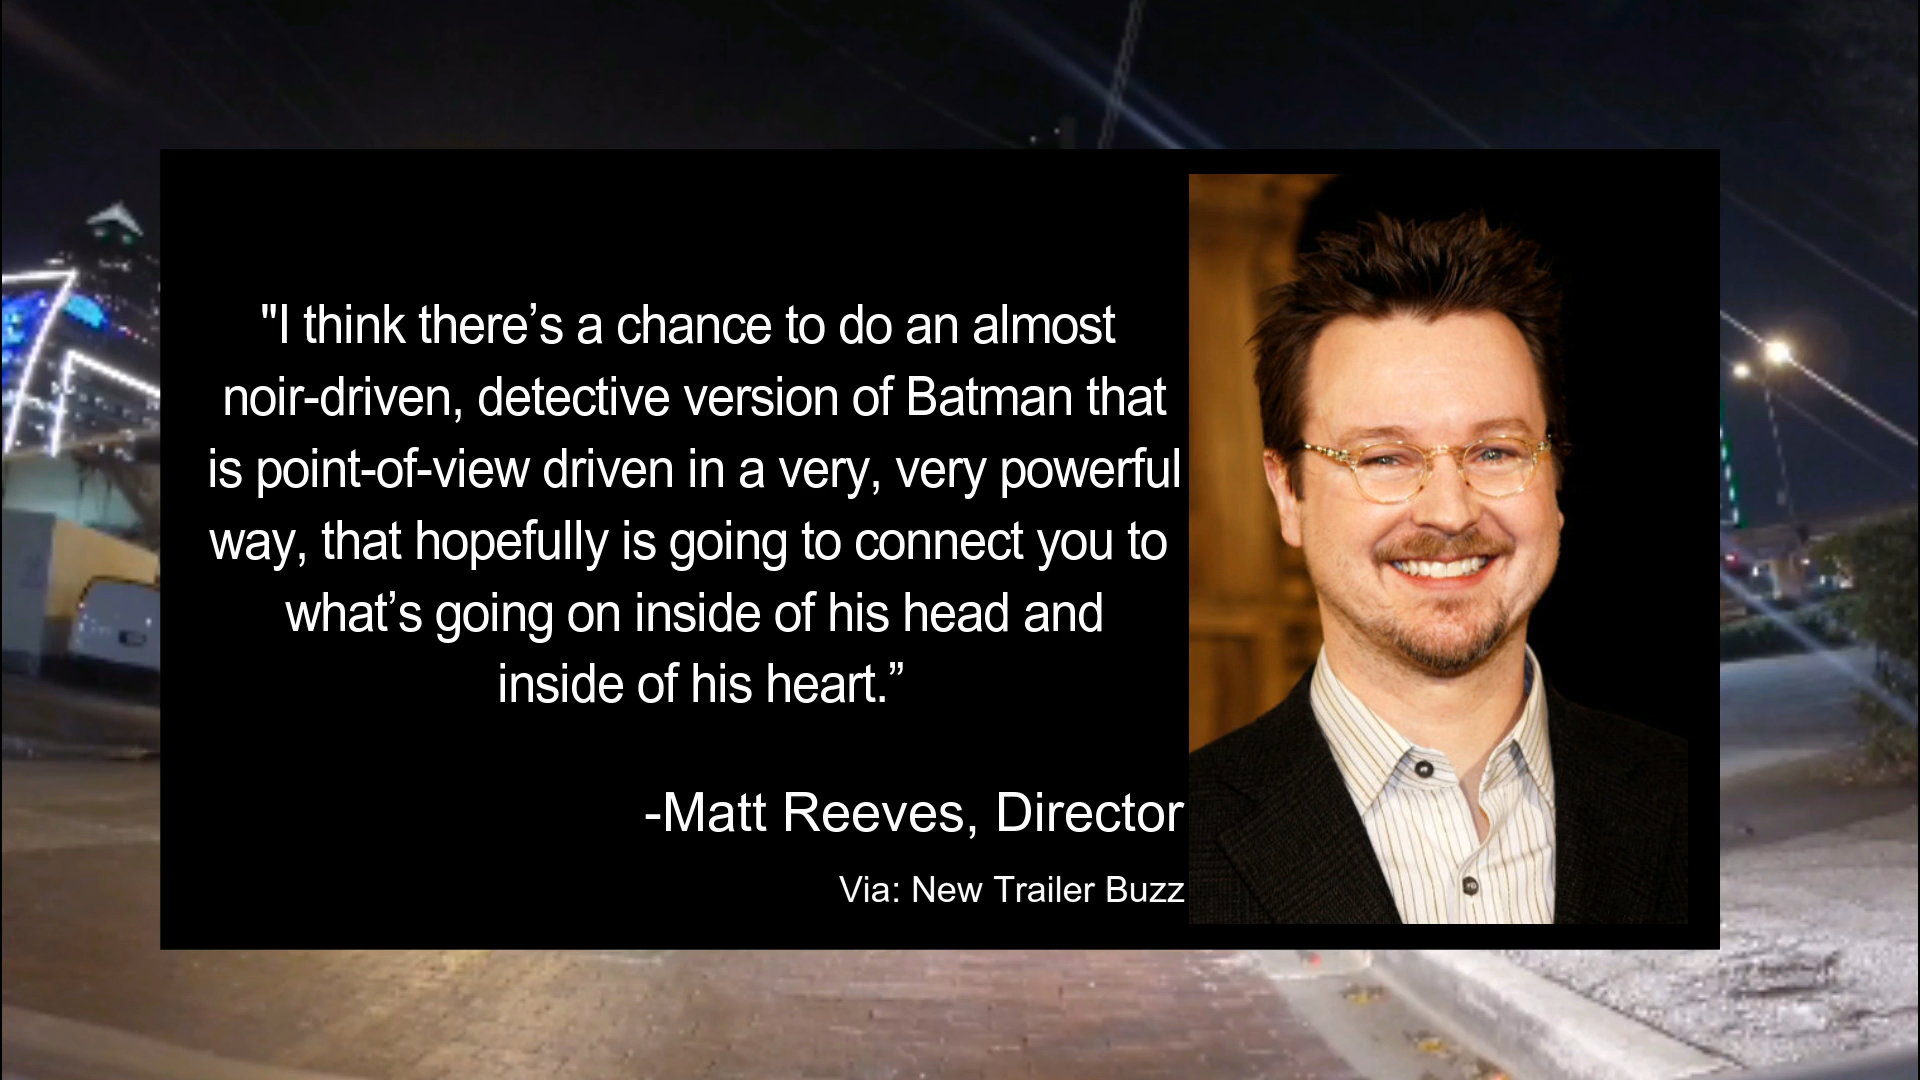 "I think there’s a chance to do an almost
noir-driven, detective version of Batman that
is point-of-view driven in a very, very powerful
way, that hopefully is going to connect you to
what’s going on inside of his head and
inside of his heart.”
-Matt Reeves, Director
Via: New Trailer Buzz